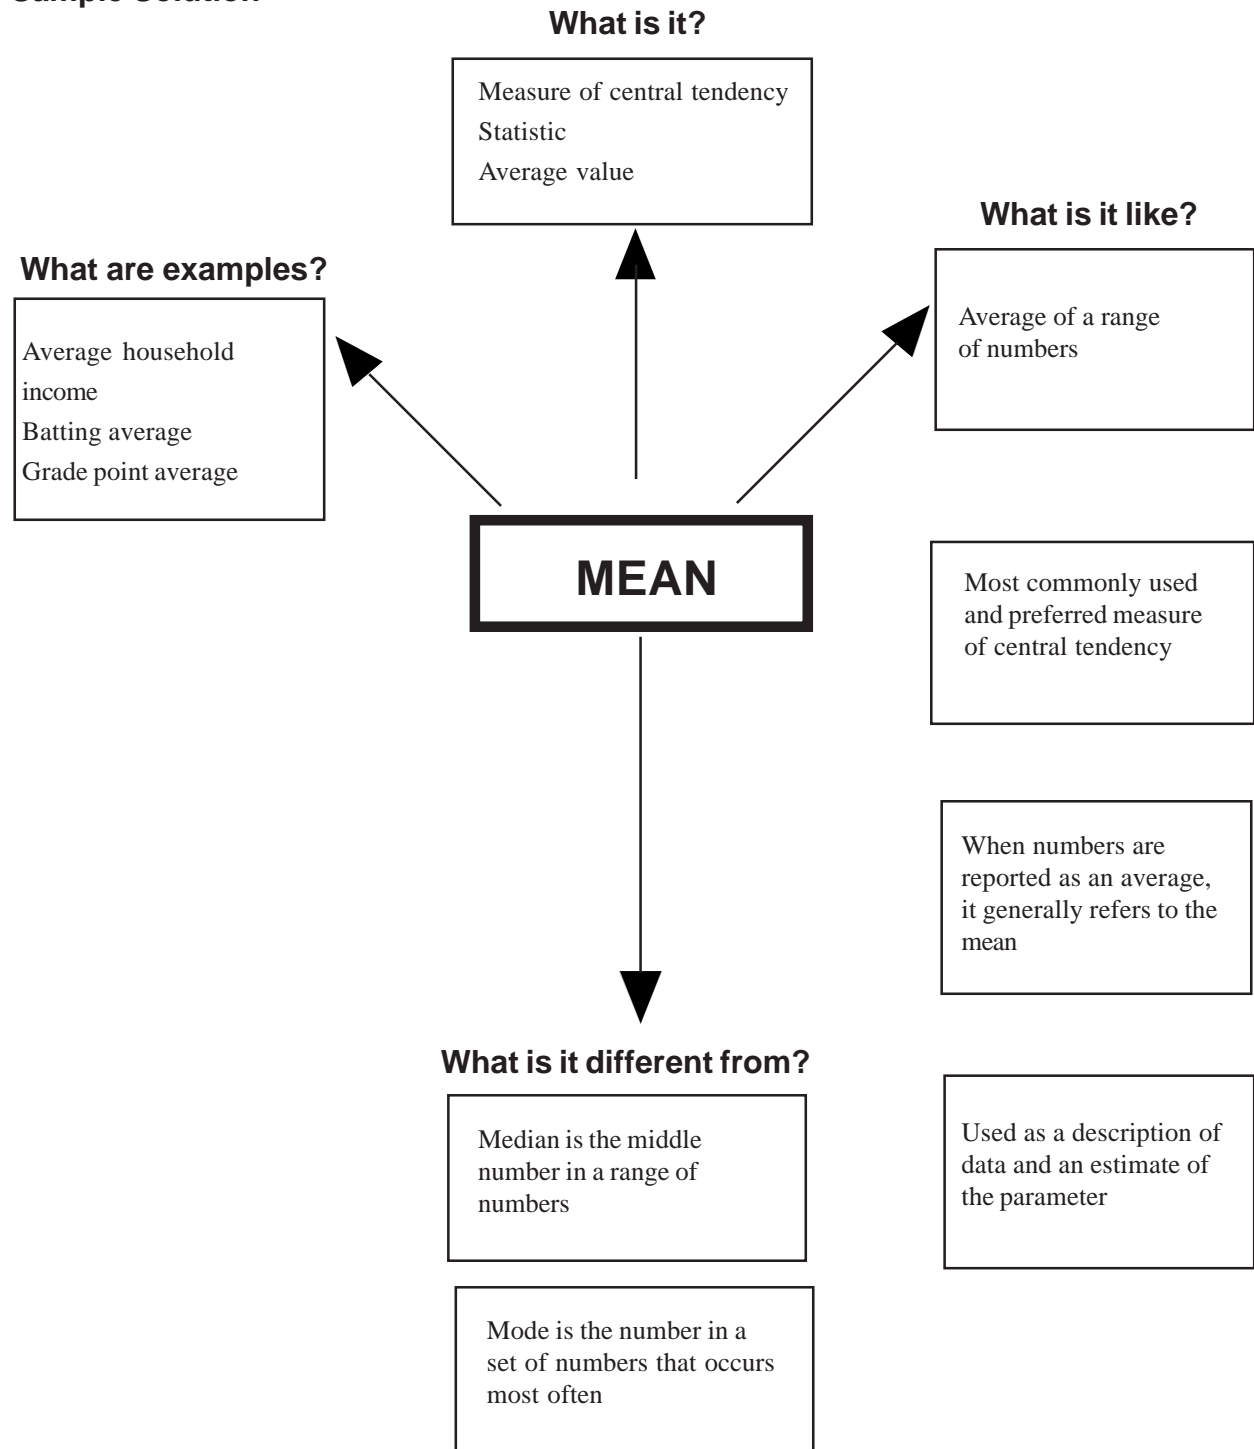 What is it?
Measure of central tendency
Statistic
Average value
What is it like?
Average of a range
of numbers
What are examples?
Average household
income
Batting average
Grade point average
MEAN
Most commonly used
and preferred measure
of central tendency
When numbers are
reported as an average,
it generally refers to the
mean
What is it different from?
Median is the middle
number in a range of
numbers
Used as a description of
data and an estimate of
the parameter
Mode is the number in a
set of numbers that occurs
most often